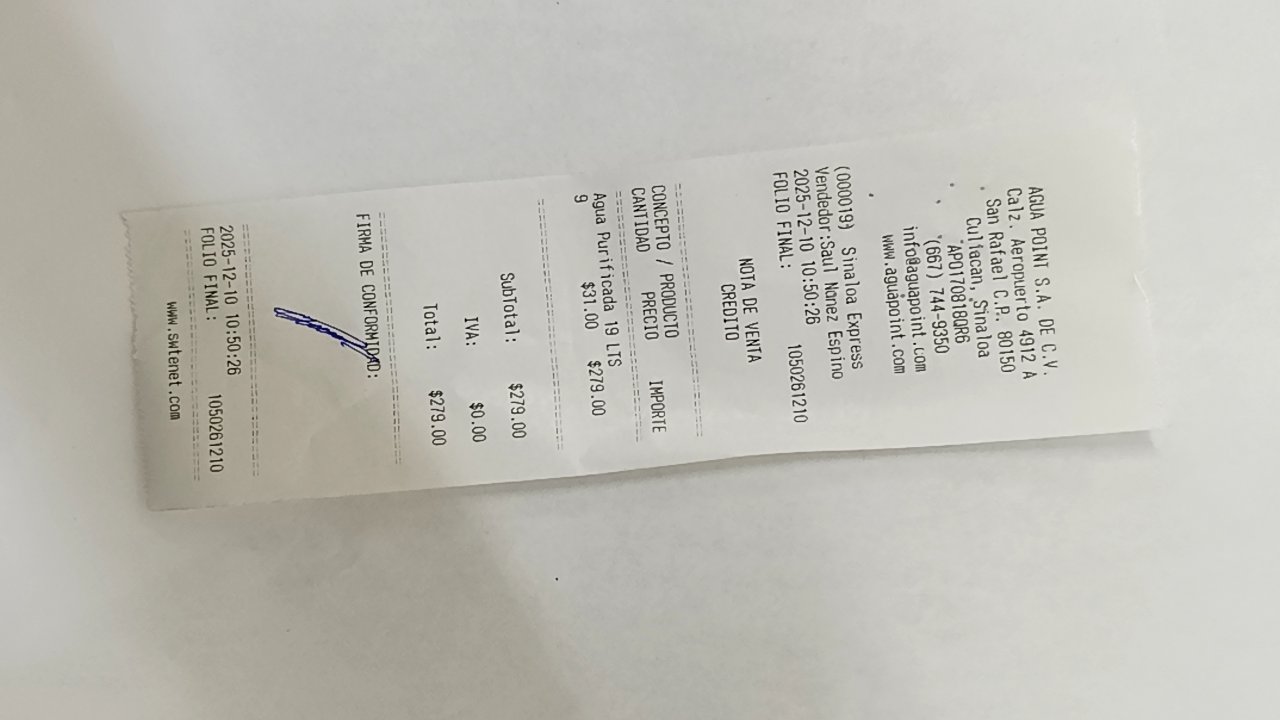 AGUA POINT S.A. DE C.V.
Calz. Aeropuerto 4912 A
San Rafael C.P. 80150
Culiacan, Sinaloa
APO170818QR6
(667) 744-9350
info@aguapoint.com
www.aguapoint.com
(000019) Sinaloa Express
Vendedor:Saul Nonez Espino
2025-12-10 10:50:26
FOLIO FINAL: 1050261210
NOTA DE VENTA
CREDITO
CONCEPTO / PRODUCTO
CANTIDAD PRECIO IMPORTE
Agua Purificada 19 LTS
9 $31.00 $279.00
SubTotal: $279.00
IVA: $0.00
Total: $279.00
FIRMA DE CONFORMIDAD:
2025-12-10 10:50:26
FOLIO FINAL: 1050261210
www.swtenet.com